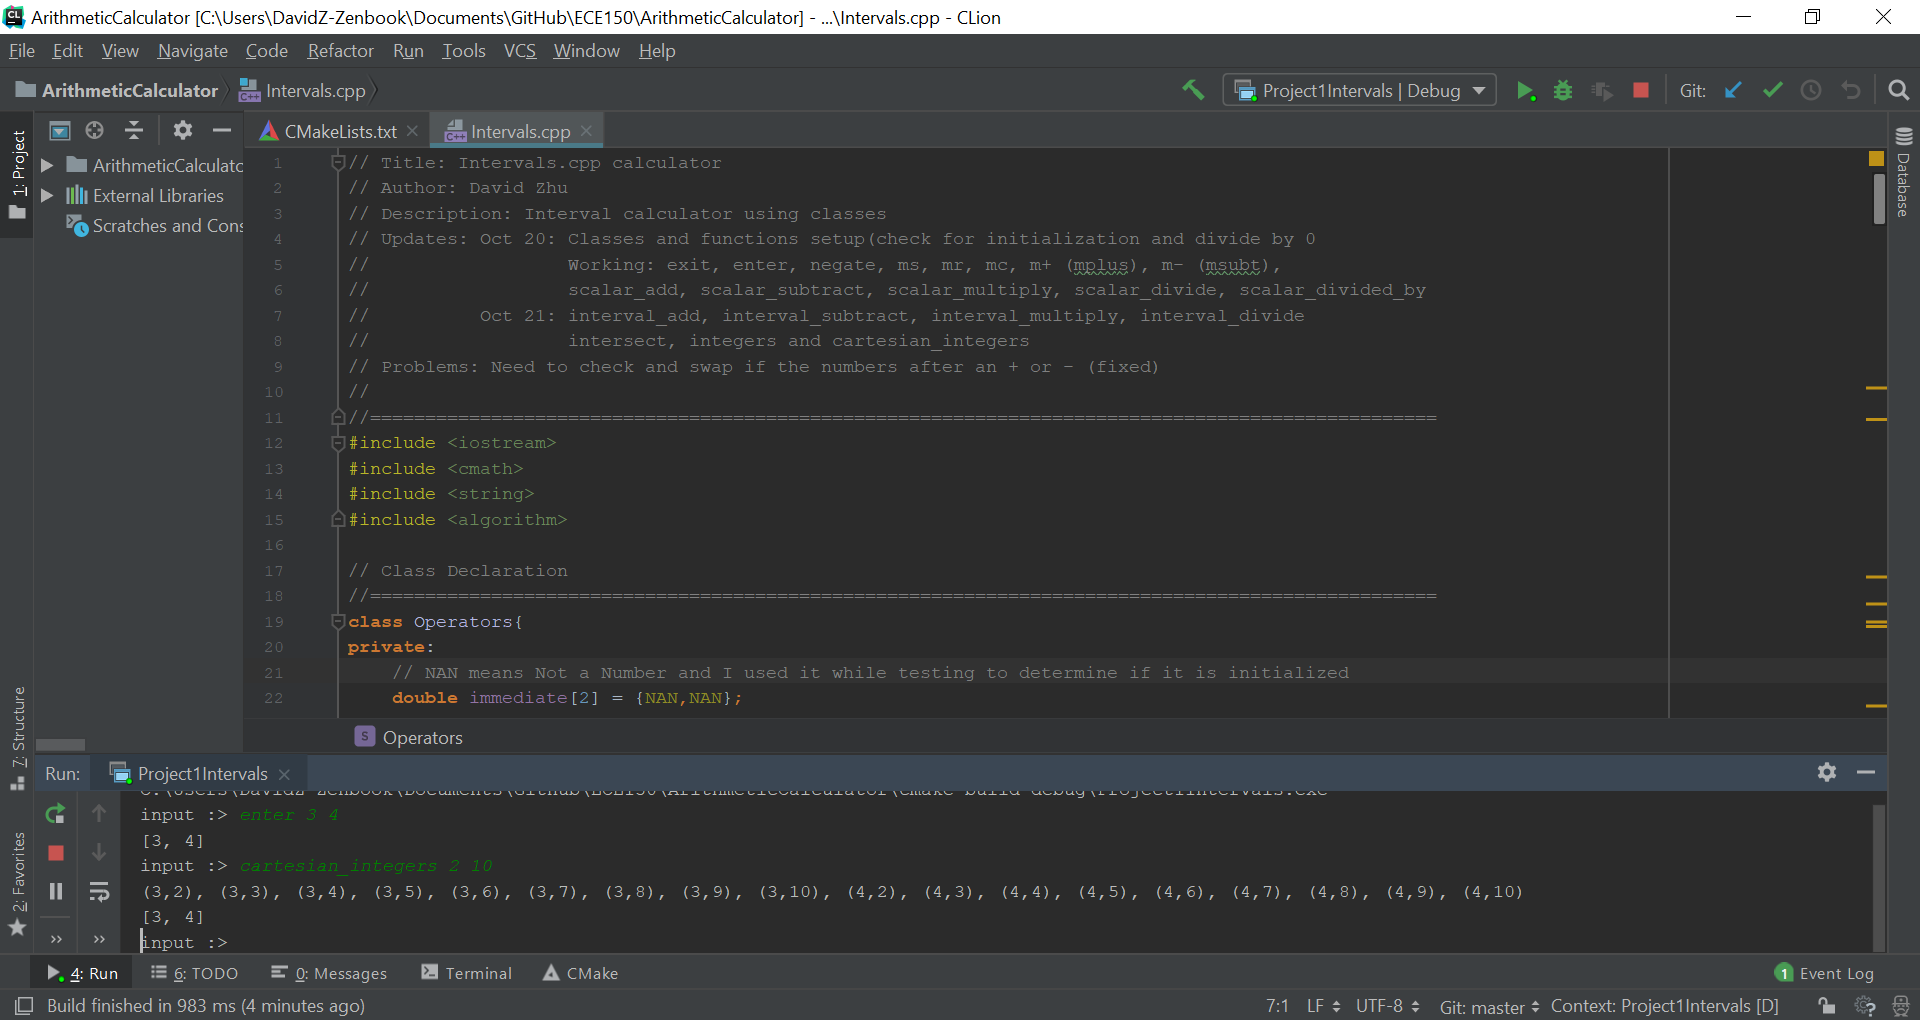 ArithmeticCalculator [C:\Users\DavidZ-Zenbook\Documents\GitHub\ECE150\ArithmeticCalculator] - ...\Intervals.cpp - CLion
File Edit View Navigate Code Refactor Run Tools VCS Window Help
ArithmeticCalculator Intervals.cpp Project1Intervals | Debug Git:
1: Project
ArithmeticCalculato
External Libraries
Scratches and Cons
CMakeLists.txt Intervals.cpp
1 // Title: Intervals.cpp calculator
2 // Author: David Zhu
3 // Description: Interval calculator using classes
4 // Updates: Oct 20: Classes and functions setup(check for initialization and divide by 0
5 // Working: exit, enter, negate, ms, mr, mc, m+ (mplus), m- (msubt),
6 // scalar_add, scalar_subtract, scalar_multiply, scalar_divide, scalar_divided_by
7 // Oct 21: interval_add, interval_subtract, interval_multiply, interval_divide
8 // intersect, integers and cartesian_integers
9 // Problems: Need to check and swap if the numbers after an + or - (fixed)
10 //
11 //=================================================================================================
12 #include <iostream>
13 #include <cmath>
14 #include <string>
15 #include <algorithm>
16
17 // Class Declaration
18 //=================================================================================================
19 class Operators{
20 private:
21 // NAN means Not a Number and I used it while testing to determine if it is initialized
22 double immediate[2] = {NAN,NAN};
S Operators
Database
7: Structure
2: Favorites
Run: Project1Intervals
C:\Users\DavidZ-Zenbook\Documents\GitHub\ECE150\ArithmeticCalculator\cmake-build-debug\Project1Intervals.exe
input :> enter 3 4
[3, 4]
input :> cartesian_integers 2 10
(3,2), (3,3), (3,4), (3,5), (3,6), (3,7), (3,8), (3,9), (3,10), (4,2), (4,3), (4,4), (4,5), (4,6), (4,7), (4,8), (4,9), (4,10)
[3, 4]
input :>
4: Run 6: TODO 0: Messages Terminal CMake 1 Event Log
Build finished in 983 ms (4 minutes ago) 7:1 LF UTF-8 Git: master Context: Project1Intervals [D]